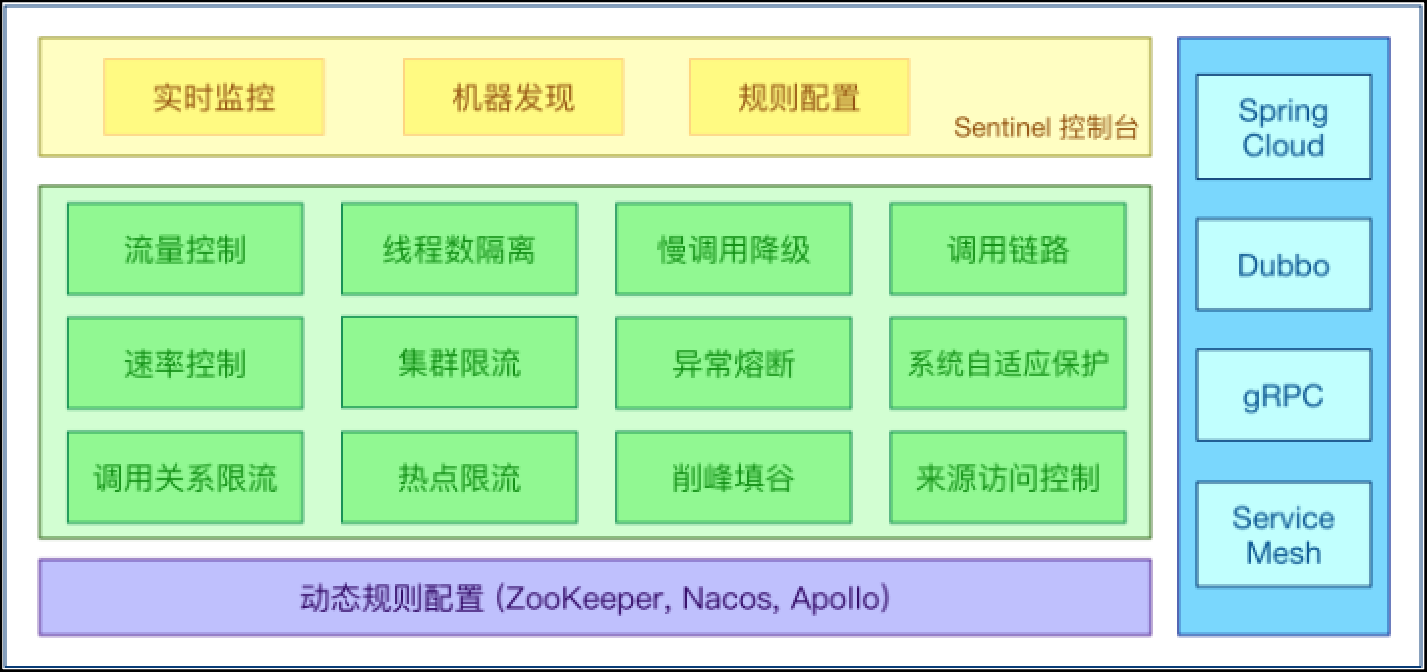 实时监控
机器发现
规则配置
Sentinel 控制台
流量控制
线程数隔离
慢调用降级
调用链路
速率控制
集群限流
异常熔断
系统自适应保护
调用关系限流
热点限流
削峰填谷
来源访问控制
动态规则配置 (ZooKeeper, Nacos, Apollo)
Spring
Cloud
Dubbo
gRPC
Service
Mesh